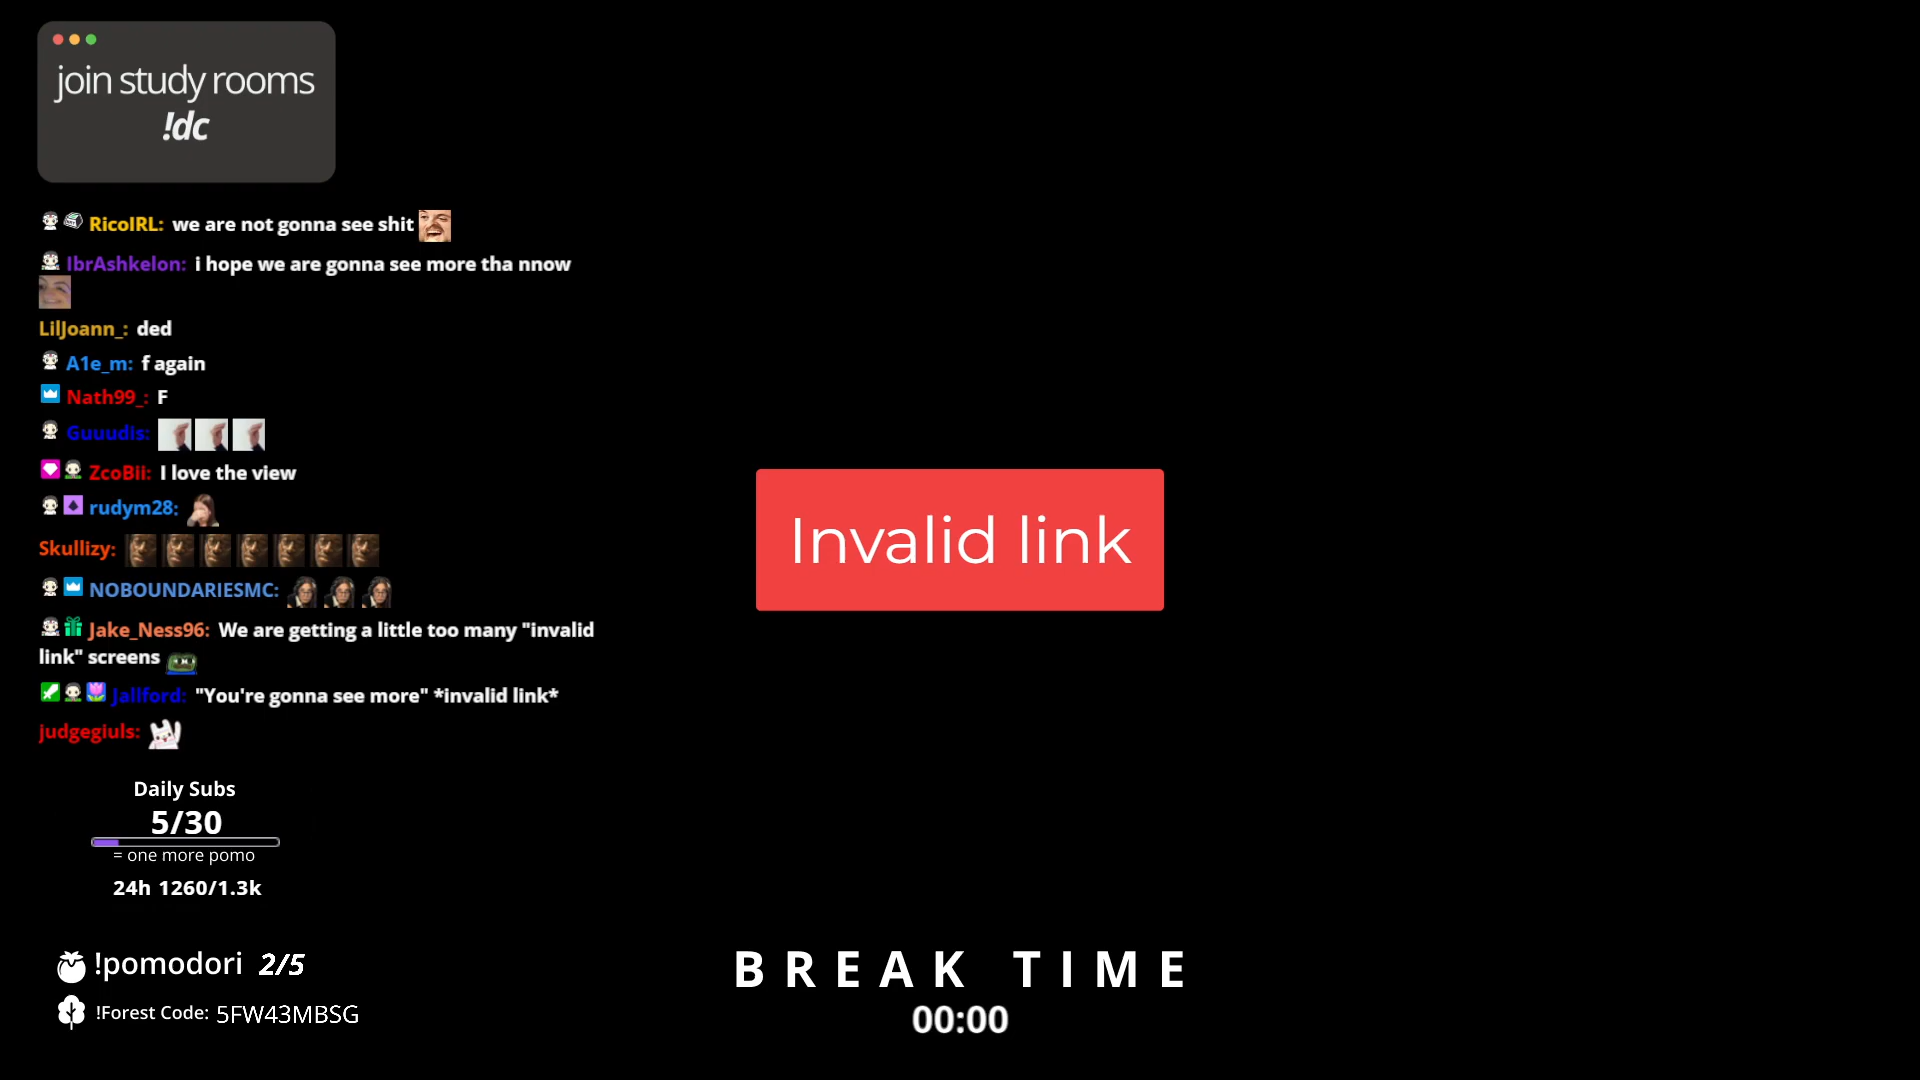 join study rooms
!dc
RicoIRL: we are not gonna see shit
IbrAshkelon: i hope we are gonna see more tha nnow
LilJoann_: ded
A1e_m: f again
Nath99_: F
Guuudis:
ZcoBii: I love the view
rudym28:
Skullizy:
NOBOUNDARIESMC:
Jake_Ness96: We are getting a little too many "invalid
link" screens
Jallford: "You're gonna see more" *invalid link*
judgegiuls:
Daily Subs
5/30
= one more pomo
24h 1260/1.3k
!pomodori 2/5
!Forest Code: 5FW43MBSG
Invalid link
BREAK TIME
00:00